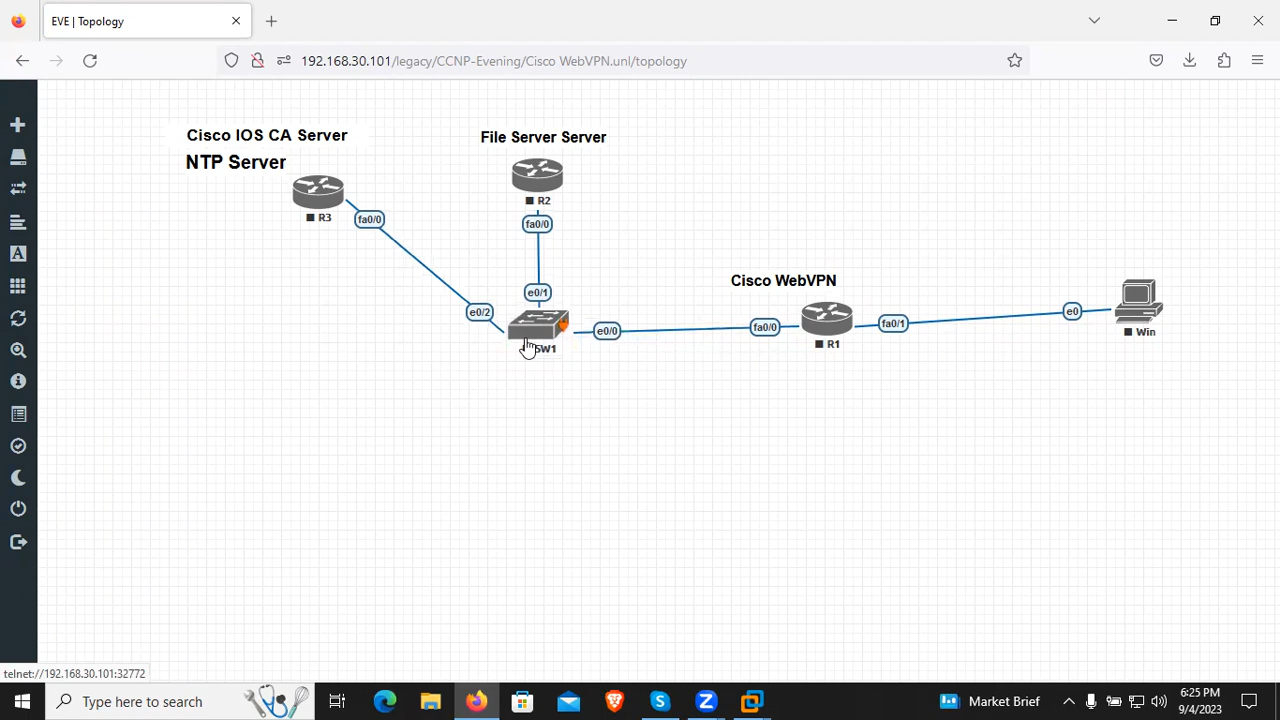 EVE | Topology
192.168.30.101/legacy/CCNP-Evening/Cisco WebVPN.unl/topology
Cisco IOS CA Server
NTP Server
File Server Server
R3
R2
fa0/0
fa0/0
e0/1
e0/2
SW1
e0/0
Cisco WebVPN
fa0/0
R1
fa0/1
e0
Win
telnet://192.168.30.101:32772
Type here to search
Market Brief
6:25 PM
9/4/2023